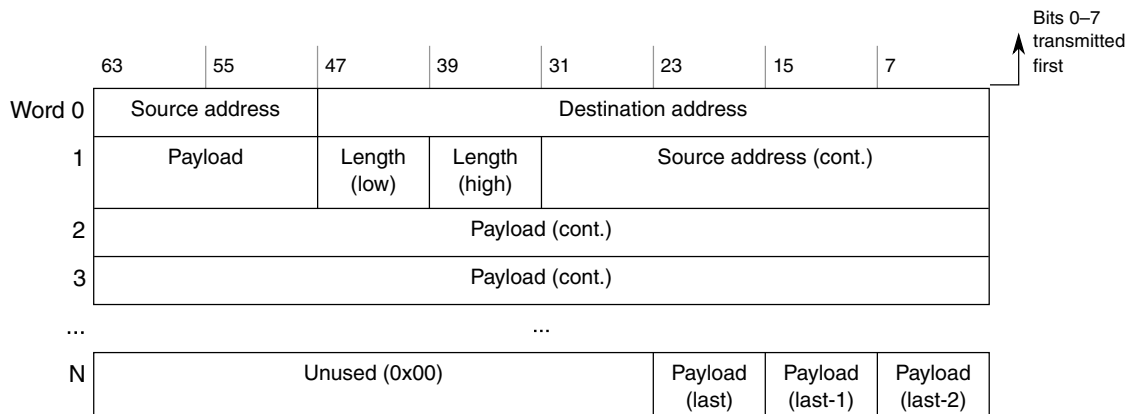 Bits 0–7
transmitted
first
63 55 47 39 31 23 15 7
Word 0 Source address Destination address
1 Payload Length (low) Length (high) Source address (cont.)
2 Payload (cont.)
3 Payload (cont.)
... ...
N Unused (0x00) Payload (last) Payload (last-1) Payload (last-2)